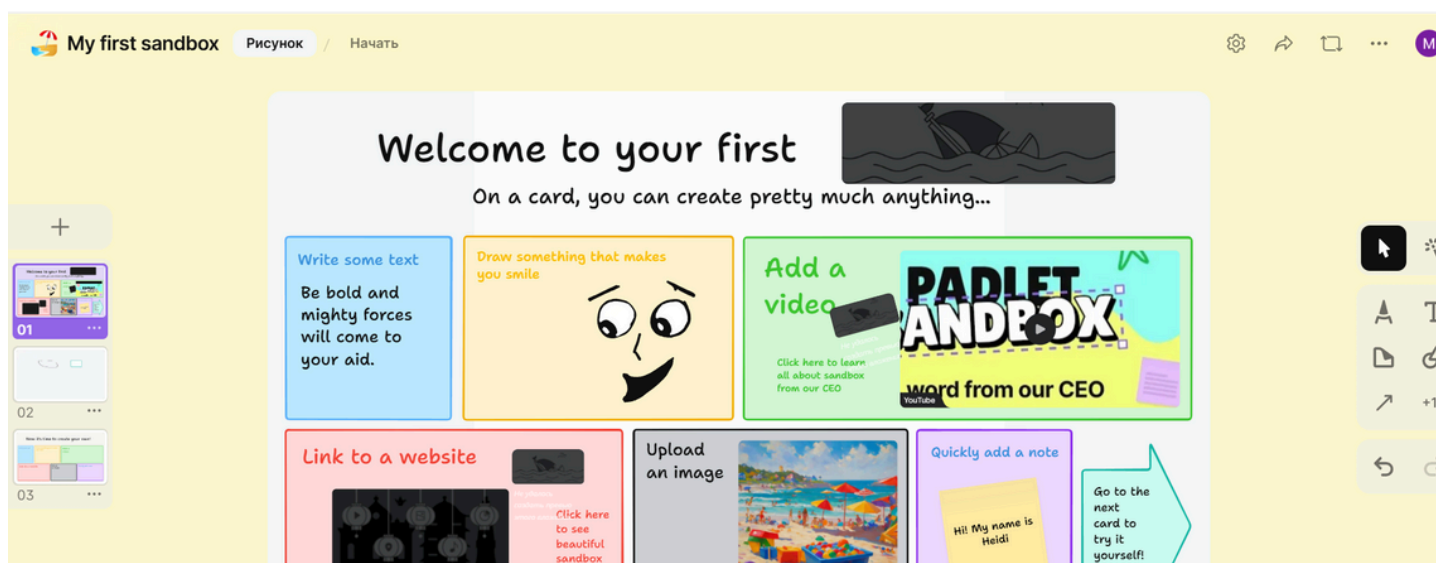 My first sandbox Рисунок / Начать
M
Welcome to your first
On a card, you can create pretty much anything...
Write some text
Be bold and
mighty forces
will come to
your aid.
Draw something that makes
you smile
Add a
video
Click here to learn
all about sandbox
from our CEO
PADLET
SANDBOX
word from our CEO
YouTube
Link to a website
Click here
to see
beautiful
sandbox
Upload
an image
Quickly add a note
Hi! My name is
Heidi
Go to the
next
card to
try it
yourself!
01
02
03
T
+1